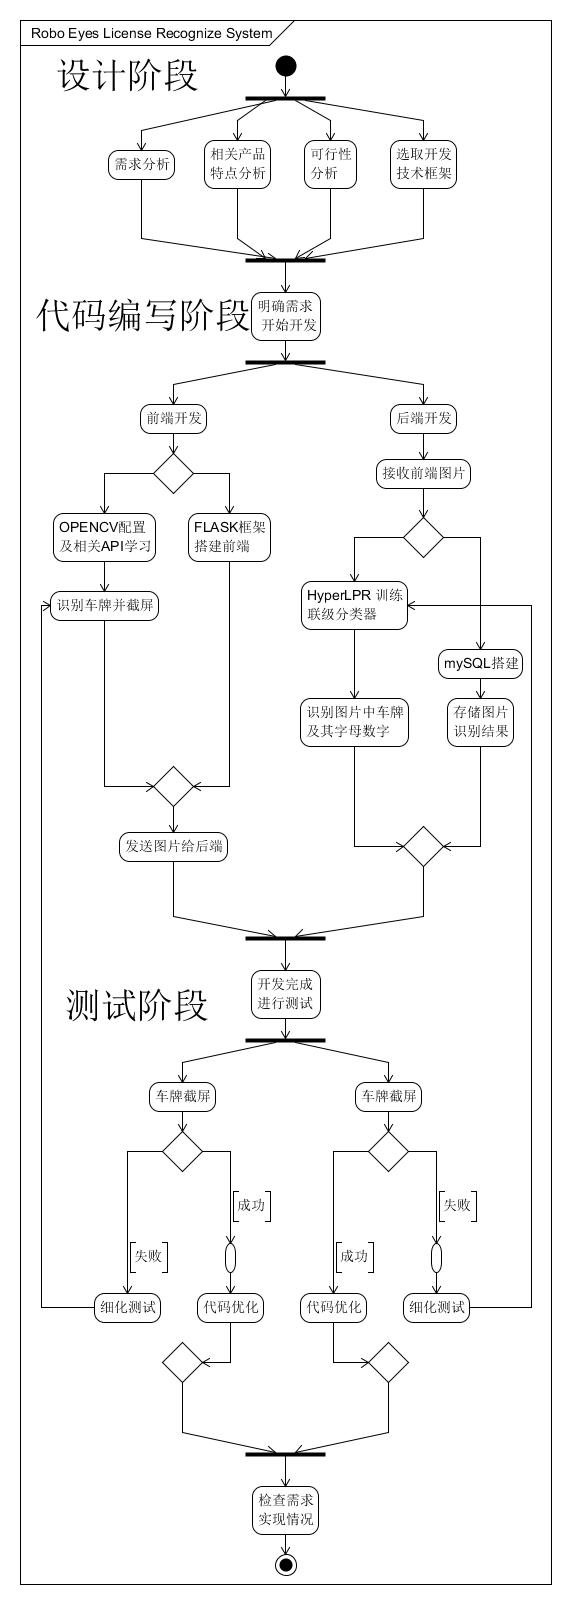 Robo Eyes License Recognize System
设计阶段
需求分析
相关产品
特点分析
可行性
分析
选取开发
技术框架
代码编写阶段
明确需求
开始开发
前端开发
后端开发
接收前端图片
OPENCV配置
及相关API学习
FLASK框架
搭建前端
识别车牌并截屏
HyperLPR 训练
联级分类器
mySQL搭建
识别图片中车牌
及其字母数字
存储图片
识别结果
发送图片给后端
测试阶段
开发完成
进行测试
车牌截屏
车牌截屏
[成功]
[失败]
[失败]
[成功]
细化测试
代码优化
代码优化
细化测试
检查需求
实现情况